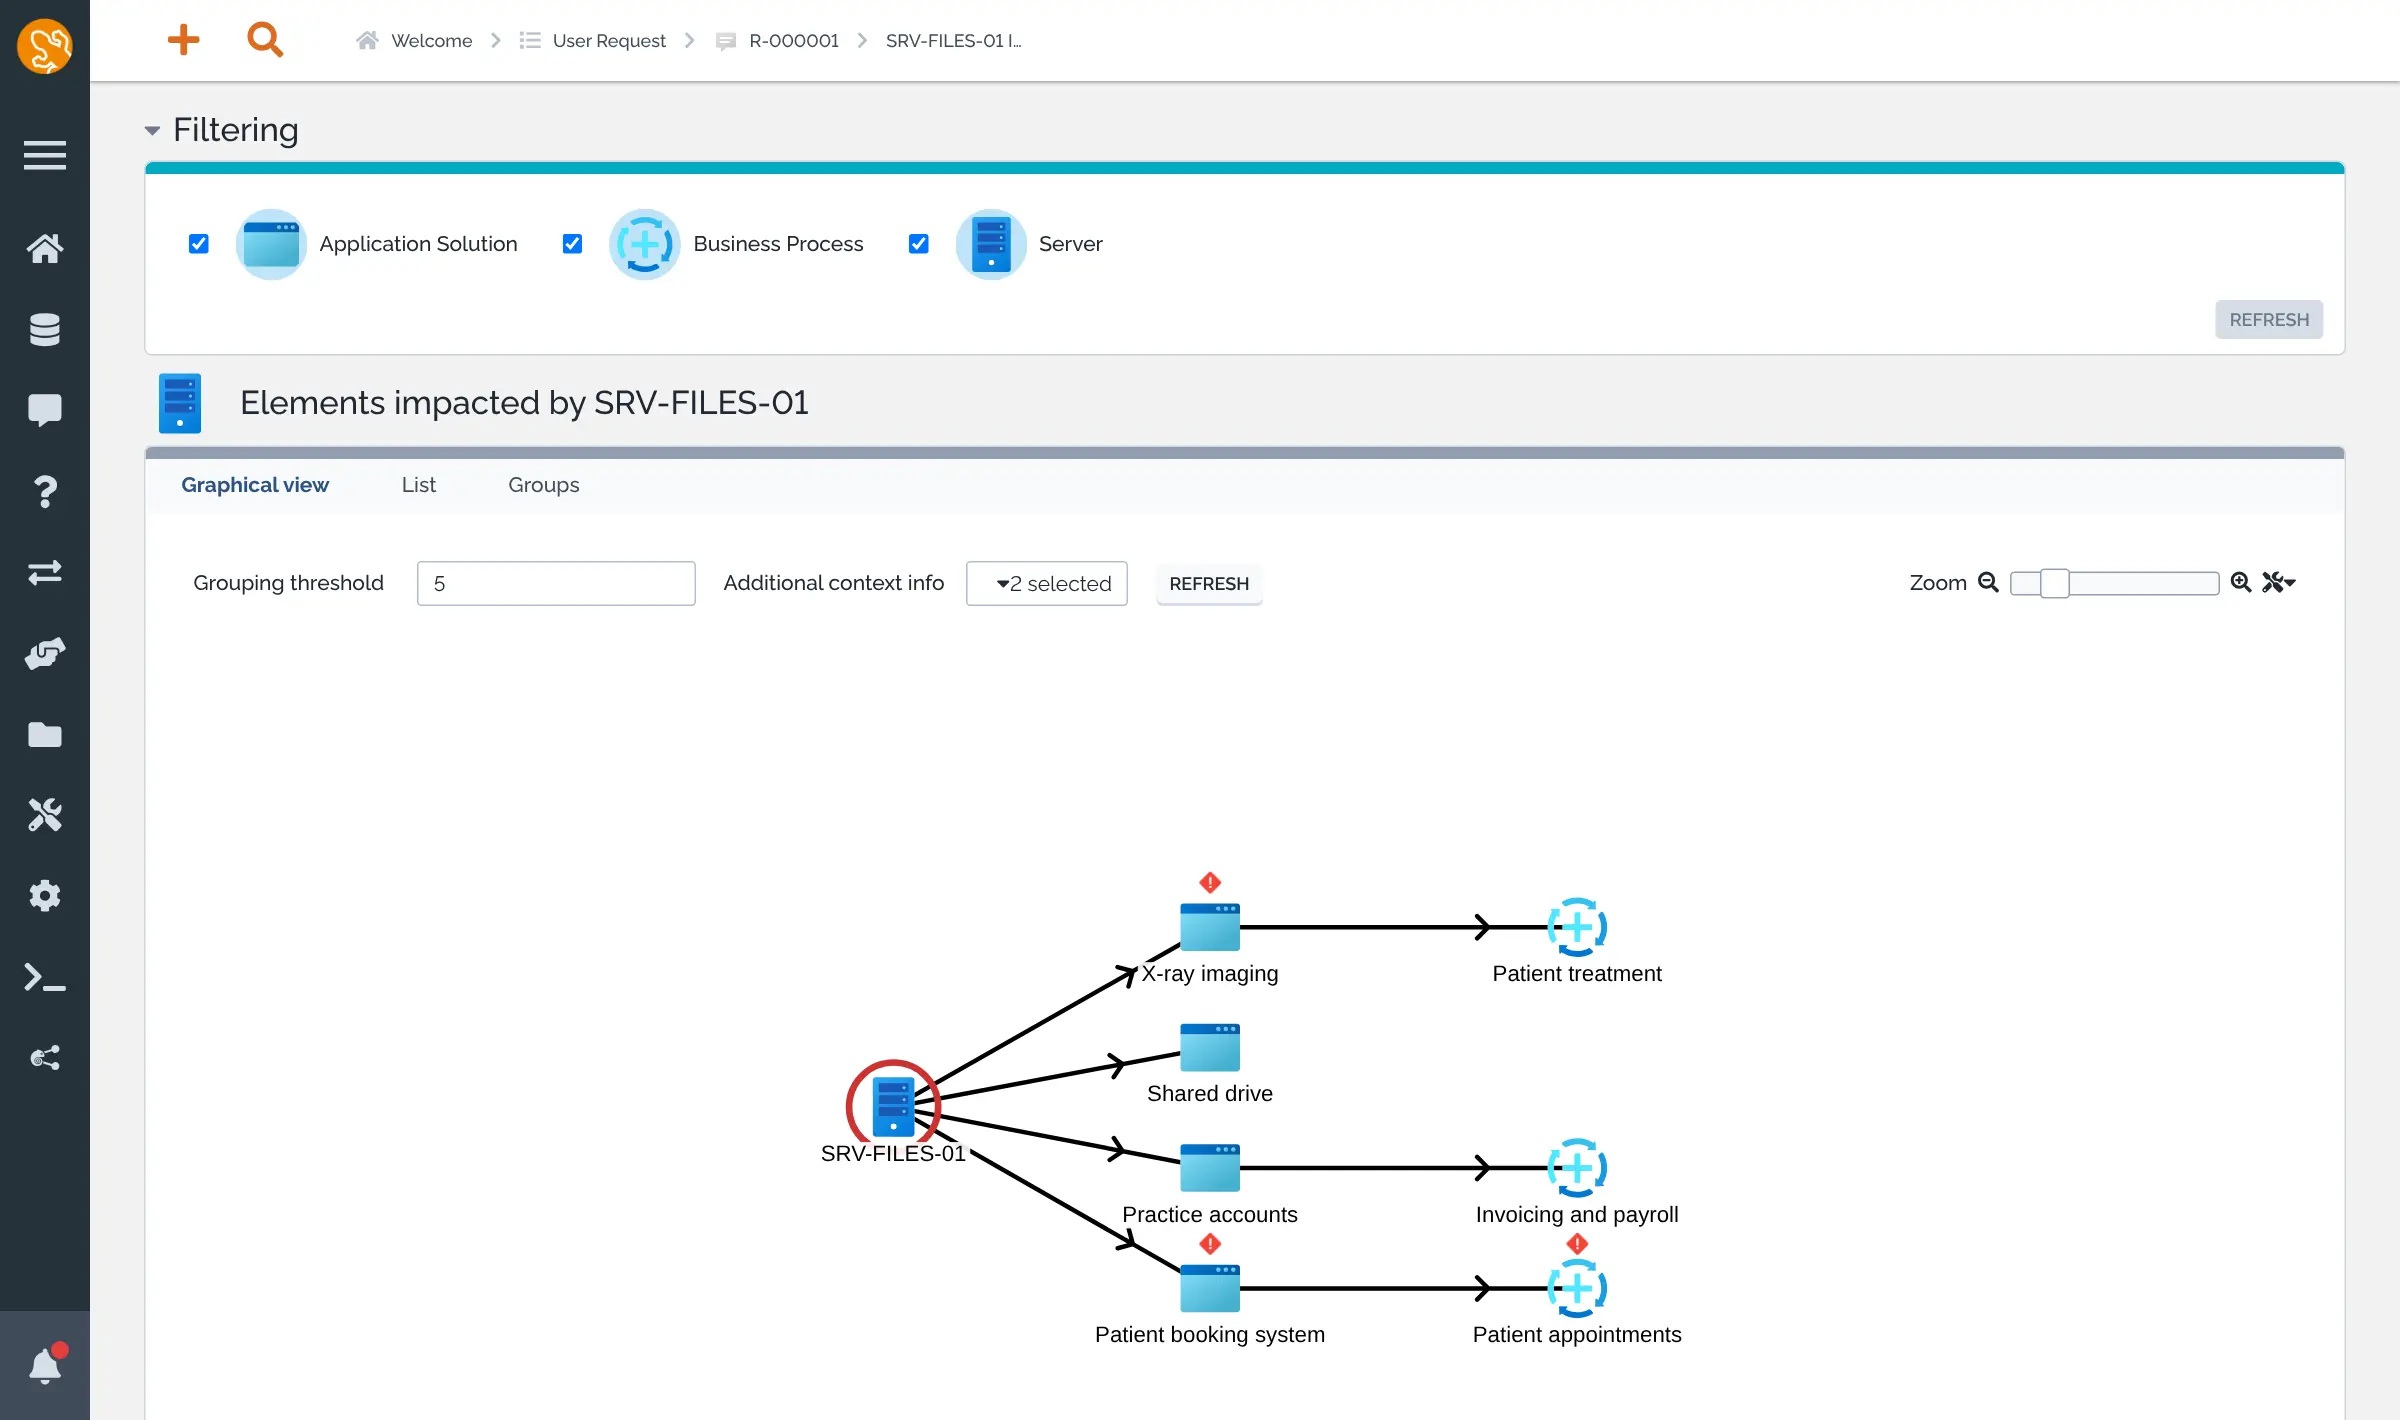 Welcome
User Request
R-000001
SRV-FILES-01 I...
Filtering
Application Solution
Business Process
Server
REFRESH
Elements impacted by SRV-FILES-01
Graphical view
List
Groups
Grouping threshold
5
Additional context info
2 selected
REFRESH
Zoom
X-ray imaging
Patient treatment
Shared drive
SRV-FILES-01
Practice accounts
Invoicing and payroll
Patient booking system
Patient appointments